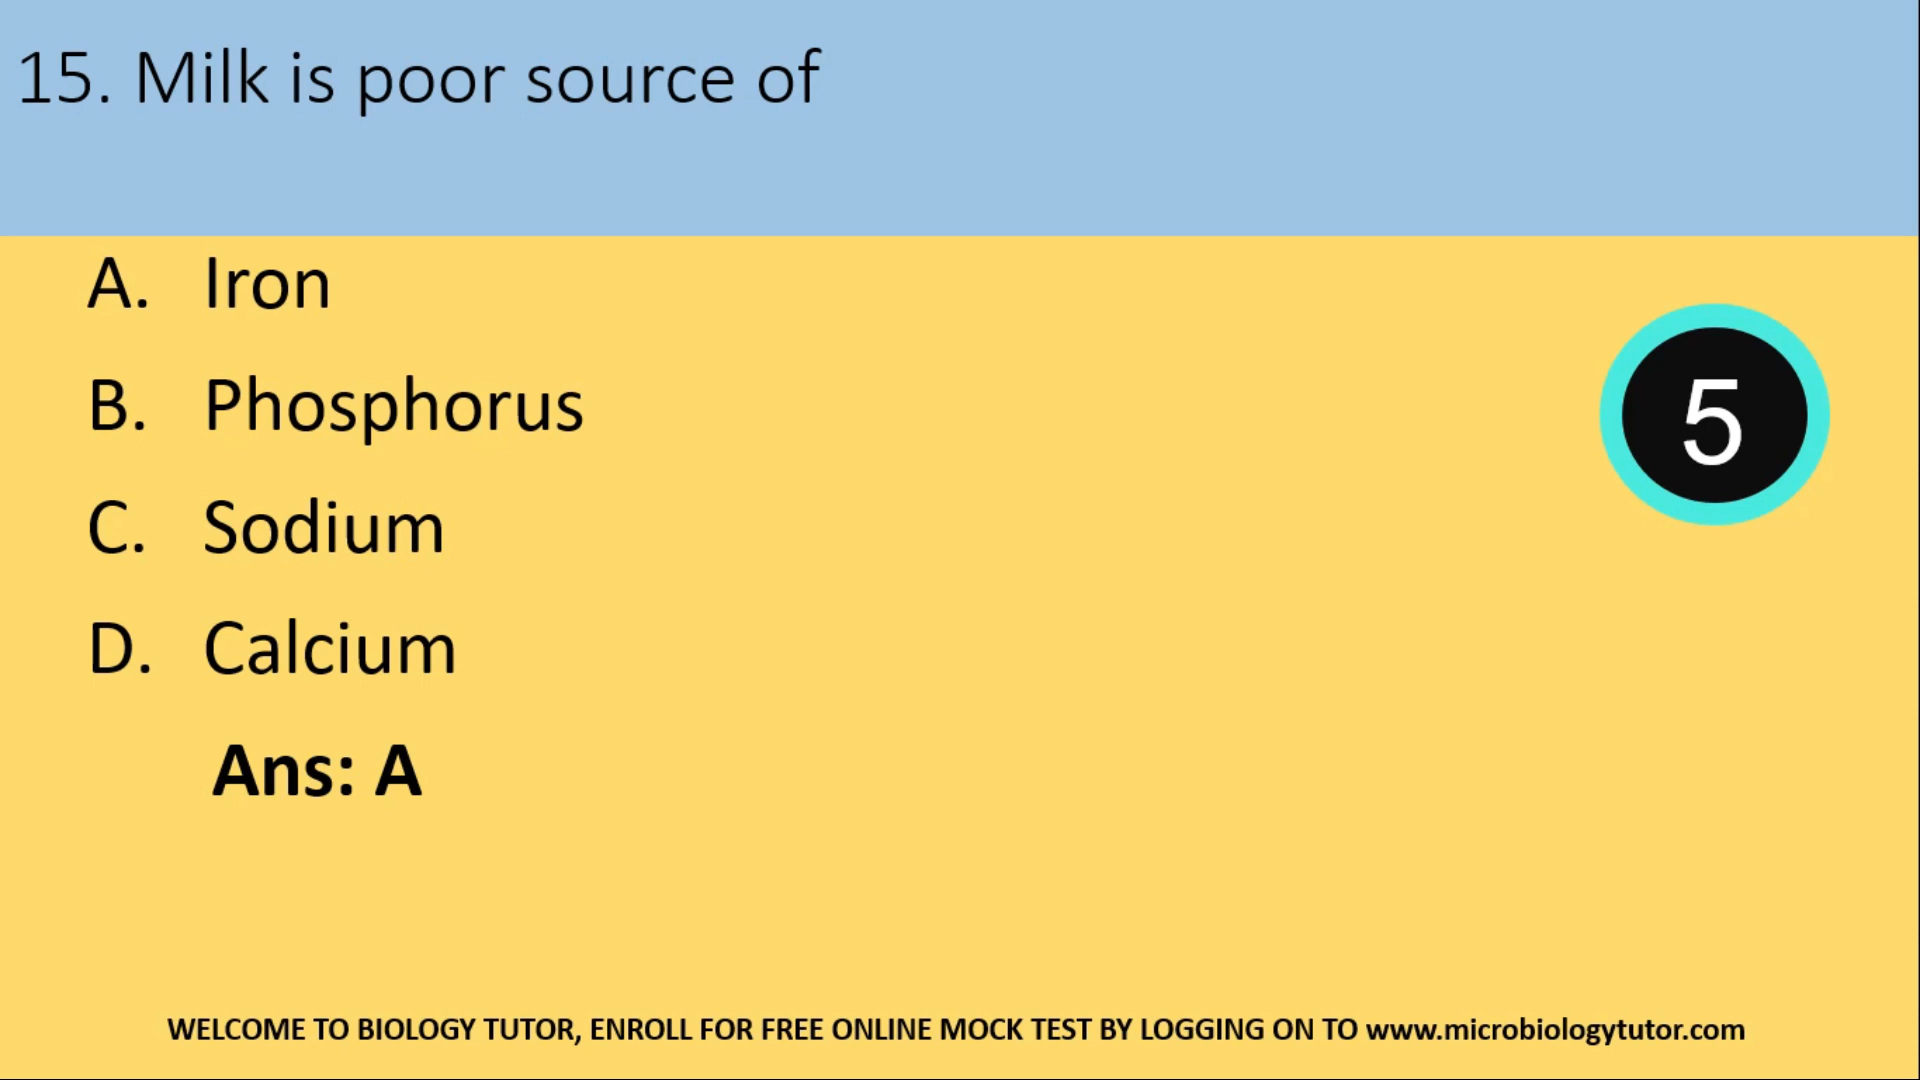 15. Milk is poor source of
A. Iron
B. Phosphorus
5
C. Sodium
D. Calcium
Ans: A
WELCOME TO BIOLOGY TUTOR, ENROLL FOR FREE ONLINE MOCK TEST BY LOGGING ON TO www.microbiologytutor.com